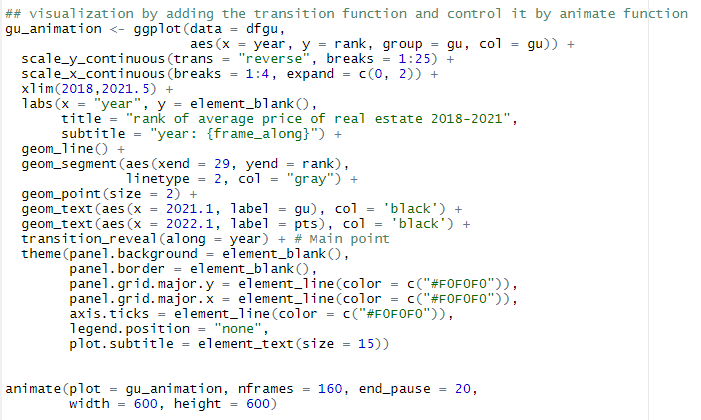 ## visualization by adding the transition function and control it by animate function
gu_animation <- ggplot(data = dfgu,
                       aes(x = year, y = rank, group = gu, col = gu)) +
  scale_y_continuous(trans = "reverse", breaks = 1:25) +
  scale_x_continuous(breaks = 1:4, expand = c(0, 2)) +
  xlim(2018,2021.5) +
  labs(x = "year", y = element_blank(),
       title = "rank of average price of real estate 2018-2021",
       subtitle = "year: {frame_along}") +
  geom_line() +
  geom_segment(aes(xend = 29, yend = rank),
               linetype = 2, col = "gray") +
  geom_point(size = 2) +
  geom_text(aes(x = 2021.1, label = gu), col = 'black') +
  geom_text(aes(x = 2022.1, label = pts), col = 'black') +
  transition_reveal(along = year) + # Main point
  theme(panel.background = element_blank(),
        panel.border = element_blank(),
        panel.grid.major.y = element_line(color = c("#F0F0F0")),
        panel.grid.major.x = element_line(color = c("#F0F0F0")),
        axis.ticks = element_line(color = c("#F0F0F0")),
        legend.position = "none",
        plot.subtitle = element_text(size = 15))
animate(plot = gu_animation, nframes = 160, end_pause = 20,
        width = 600, height = 600)